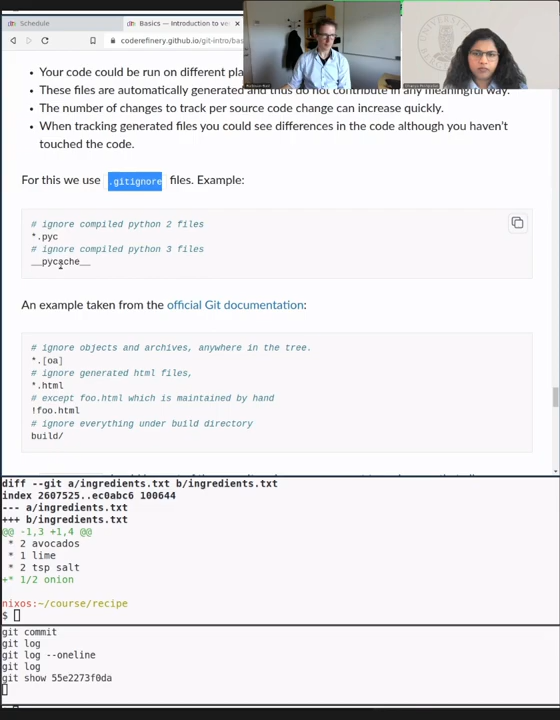 Schedule
Basics — Introduction to ve
coderefinery.github.io/git-intro/bas
Your code could be run on different pla
These files are automatically generated and thus do not contribute in any meaningful way.
The number of changes to track per source code change can increase quickly.
When tracking generated files you could see differences in the code although you haven't
touched the code.
For this we use .gitignore files. Example:
# ignore compiled python 2 files
*.pyc
# ignore compiled python 3 files
__pycache__
An example taken from the official Git documentation:
# ignore objects and archives, anywhere in the tree.
*.[oa]
# ignore generated html files,
*.html
# except foo.html which is maintained by hand
!foo.html
# ignore everything under build directory
build/
diff --git a/ingredients.txt b/ingredients.txt
index 2607525..ec0abc6 100644
--- a/ingredients.txt
+++ b/ingredients.txt
@@ -1,3 +1,4 @@
* 2 avocados
* 1 lime
* 2 tsp salt
+* 1/2 onion
nixos:~/course/recipe
$
git commit
git log
git log --oneline
git log
git show 55e2273f0da